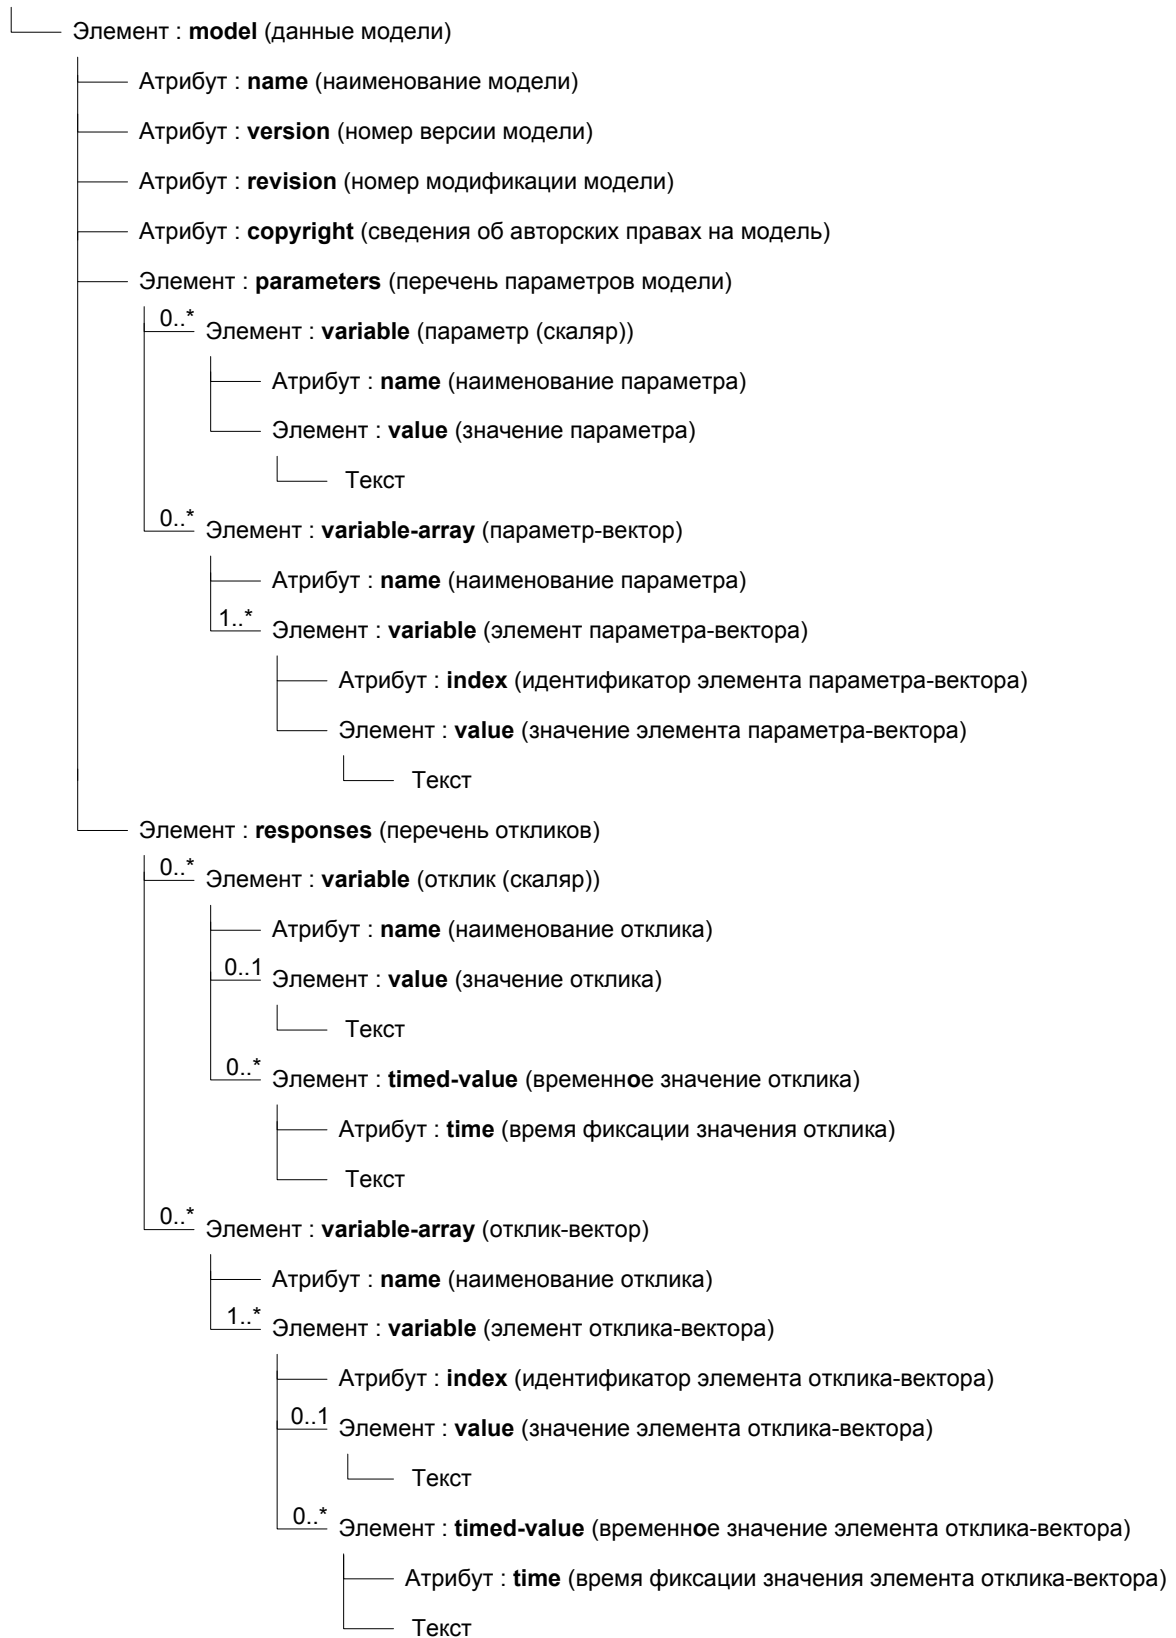 Элемент : model (данные модели)
Атрибут : name (наименование модели)
Атрибут : version (номер версии модели)
Атрибут : revision (номер модификации модели)
Атрибут : copyright (сведения об авторских правах на модель)
Элемент : parameters (перечень параметров модели)
0..* Элемент : variable (параметр (скаляр))
Атрибут : name (наименование параметра)
Элемент : value (значение параметра)
Текст
0..* Элемент : variable-array (параметр-вектор)
Атрибут : name (наименование параметра)
1..* Элемент : variable (элемент параметра-вектора)
Атрибут : index (идентификатор элемента параметра-вектора)
Элемент : value (значение элемента параметра-вектора)
Текст
Элемент : responses (перечень откликов)
0..* Элемент : variable (отклик (скаляр))
Атрибут : name (наименование отклика)
0..1 Элемент : value (значение отклика)
Текст
0..* Элемент : timed-value (временное значение отклика)
Атрибут : time (время фиксации значения отклика)
Текст
0..* Элемент : variable-array (отклик-вектор)
Атрибут : name (наименование отклика)
1..* Элемент : variable (элемент отклика-вектора)
Атрибут : index (идентификатор элемента отклика-вектора)
0..1 Элемент : value (значение элемента отклика-вектора)
Текст
0..* Элемент : timed-value (временное значение элемента отклика-вектора)
Атрибут : time (время фиксации значения элемента отклика-вектора)
Текст